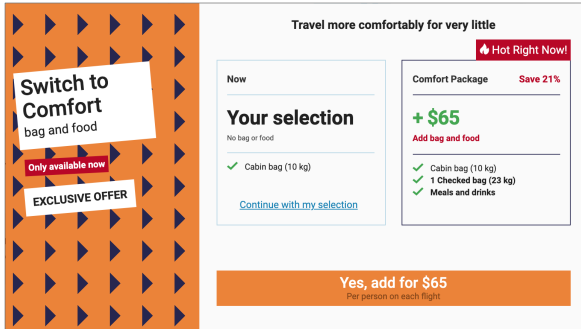 Travel more comfortably for very little
Switch to
Comfort
bag and food
Only available now
EXCLUSIVE OFFER
Now
Your selection
No bag or food
Cabin bag (10 kg)
Continue with my selection
Hot Right Now!
Comfort Package Save 21%
+ $65
Add bag and food
Cabin bag (10 kg)
1 Checked bag (23 kg)
Meals and drinks
Yes, add for $65
Per person on each flight